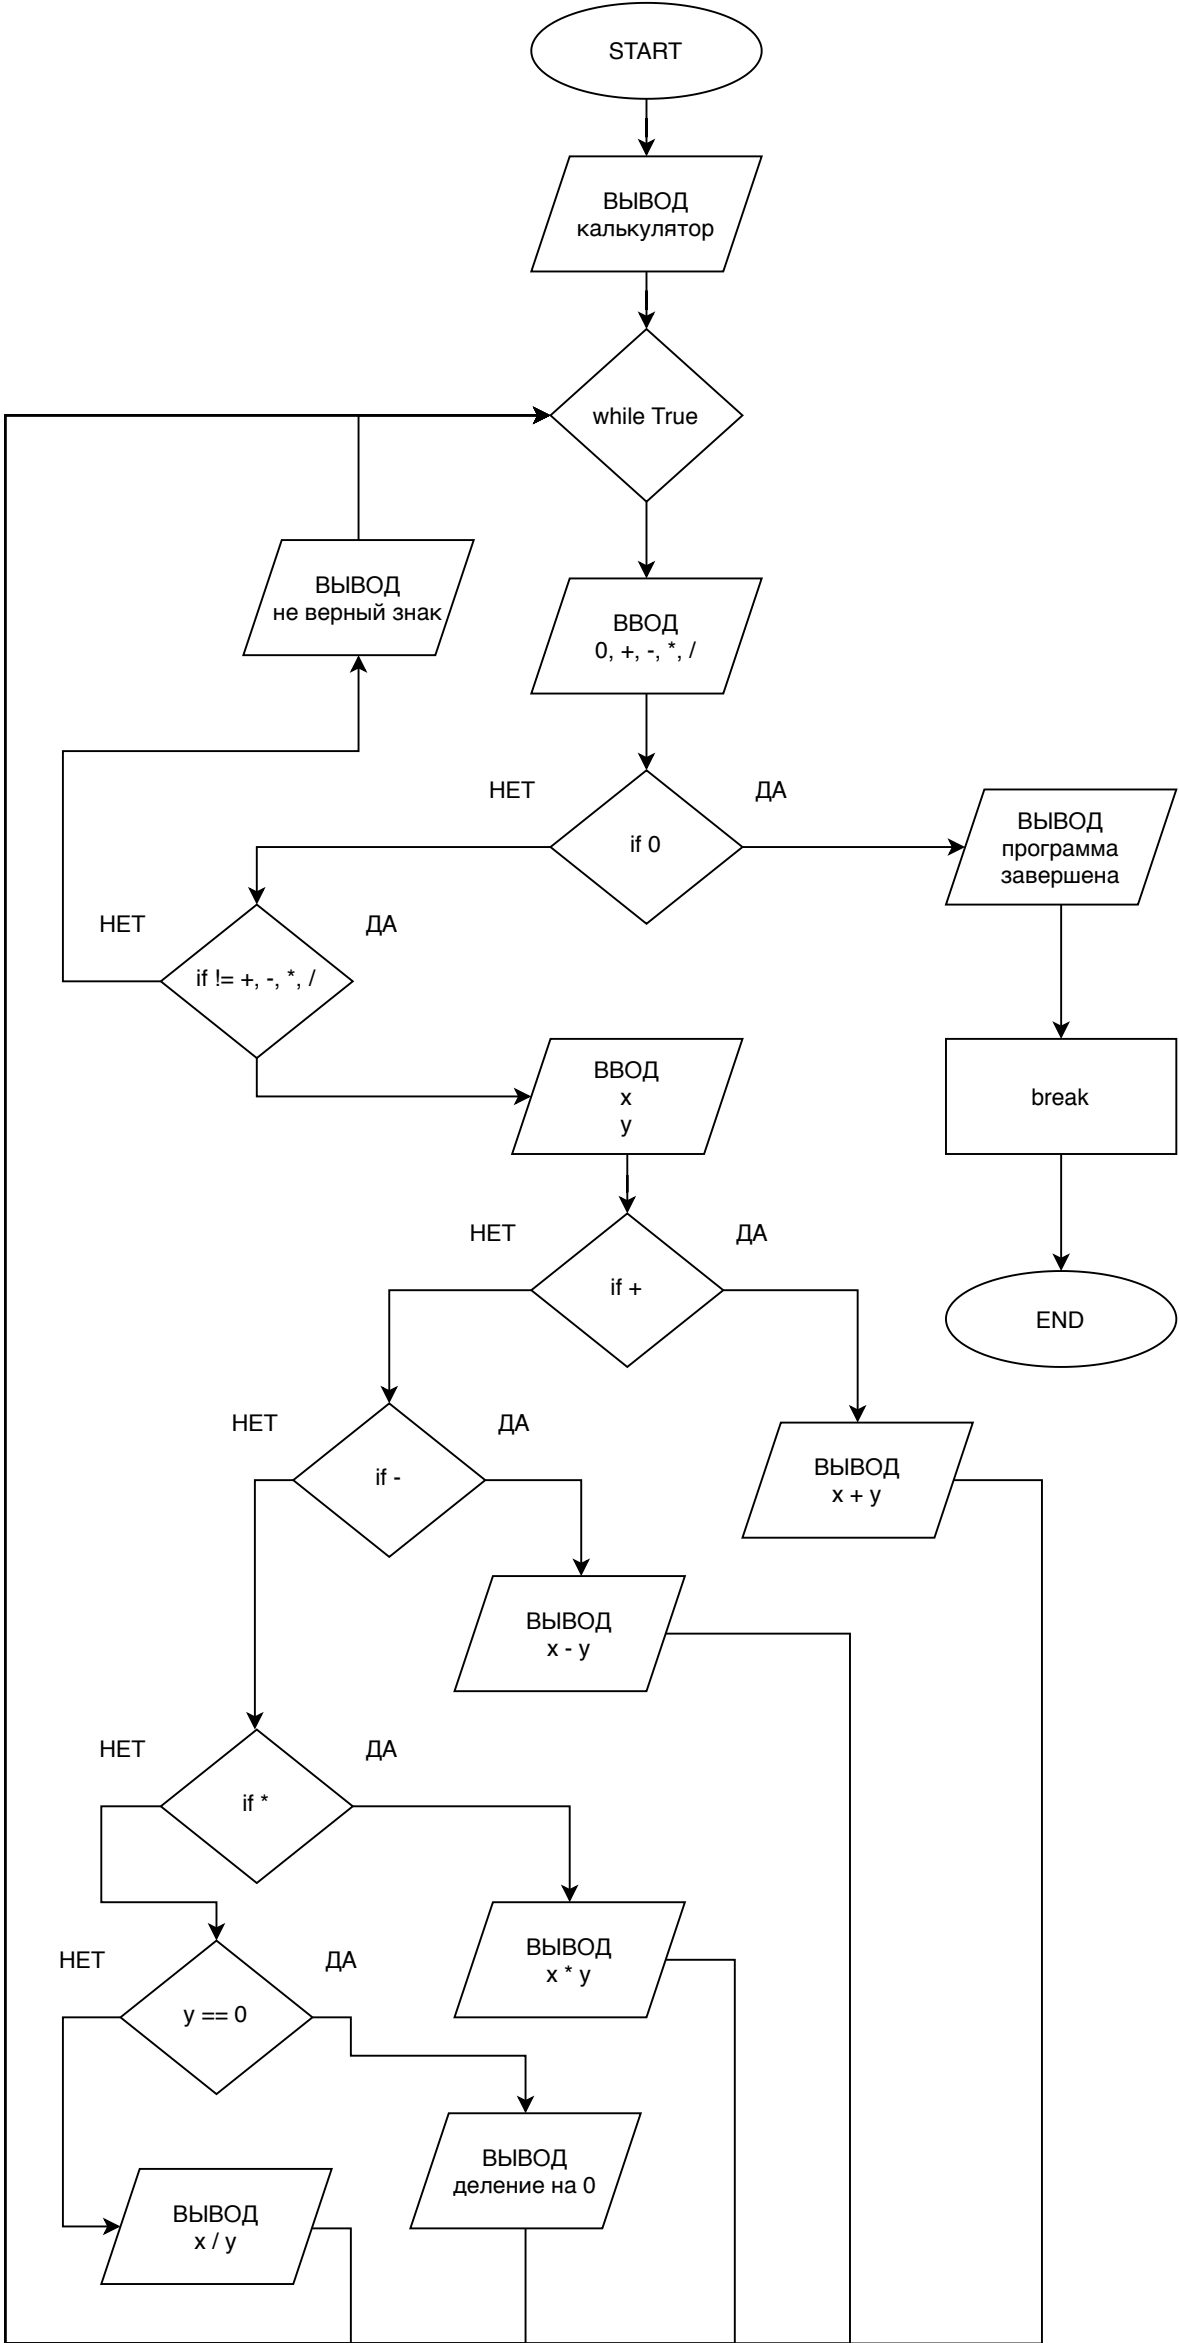 START
ВЫВОД
калькулятор
while True
ВЫВОД
не верный знак
ВВОД
0, +, -, *, /
НЕТ
ДА
if 0
ВЫВОД
программа
завершена
НЕТ
ДА
if != +, -, *, /
ВВОД
x
y
break
НЕТ
ДА
if +
END
НЕТ
ДА
if -
ВЫВОД
x + y
ВЫВОД
x - y
НЕТ
ДА
if *
ВЫВОД
x * y
НЕТ
ДА
y == 0
ВЫВОД
деление на 0
ВЫВОД
x / y